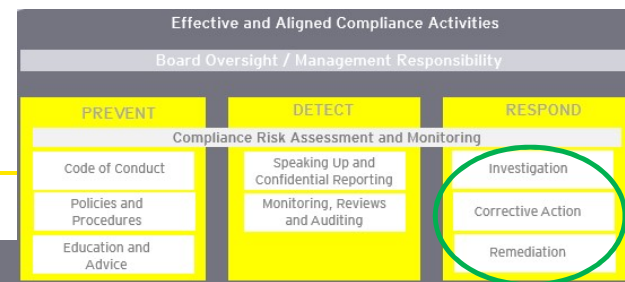 Effective and Aligned Compliance Activities
Board Oversight / Management Responsibility
PREVENT
DETECT
RESPOND
Compliance Risk Assessment and Monitoring
Code of Conduct
Policies and
Procedures
Education and
Advice
Speaking Up and
Confidential Reporting
Monitoring, Reviews
and Auditing
Investigation
Corrective Action
Remediation